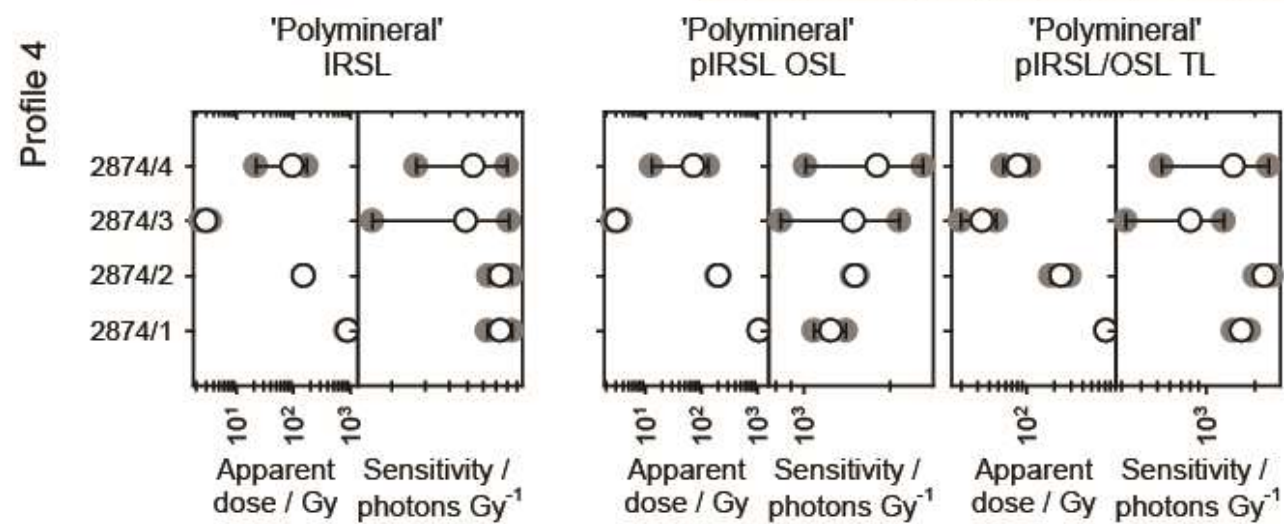 Profile 4
'Polymineral'
IRSL
'Polymineral'
pIRSL OSL
'Polymineral'
pIRSL/OSL TL
2874/4
2874/3
2874/2
2874/1
10¹ 10² 10³
10¹ 10² 10³ 10³
10² 10³
Apparent
dose / Gy
Sensitivity /
photons Gy⁻¹
Apparent
dose / Gy
Sensitivity /
photons Gy⁻¹
Apparent
dose / Gy
Sensitivity /
photons Gy⁻¹